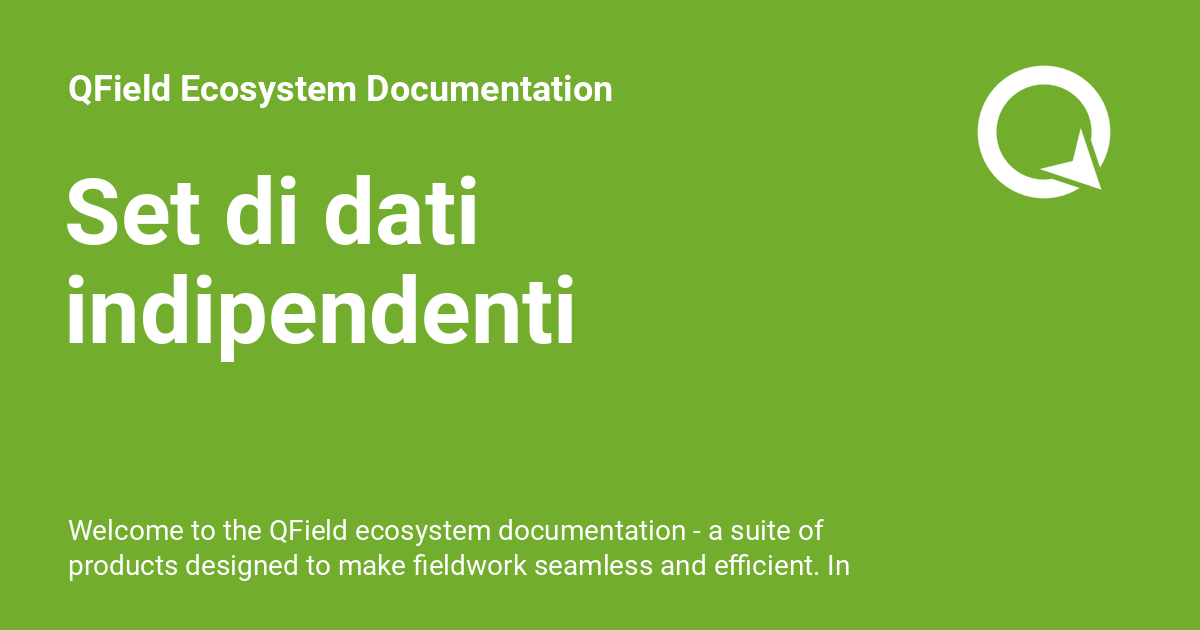 QField Ecosystem Documentation
Set di dati
indipendenti
Welcome to the QField ecosystem documentation - a suite of
products designed to make fieldwork seamless and efficient. In